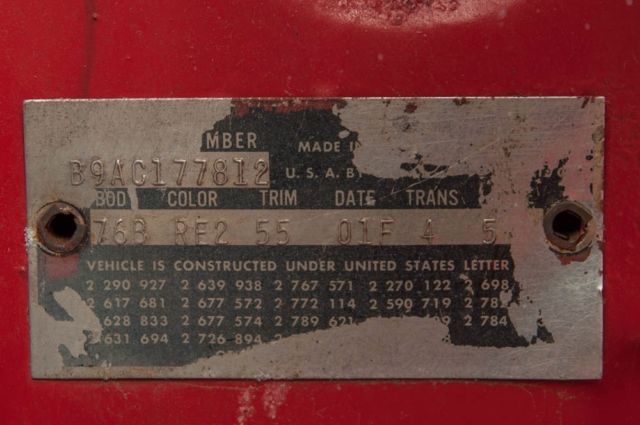 MBER MADE I
B9AC177812 U. S. A. B
BOD COLOR TRIM DATE TRANS
76B RE2 55 01F 4 5
VEHICLE IS CONSTRUCTED UNDER UNITED STATES LETTER
2 290 927 2 639 938 2 767 571 2 270 122 2 698
2 617 681 2 677 572 2 772 114 2 590 719 2 782
628 833 2 677 574 2 789 621 9 2 784
631 694 2 726 894 2